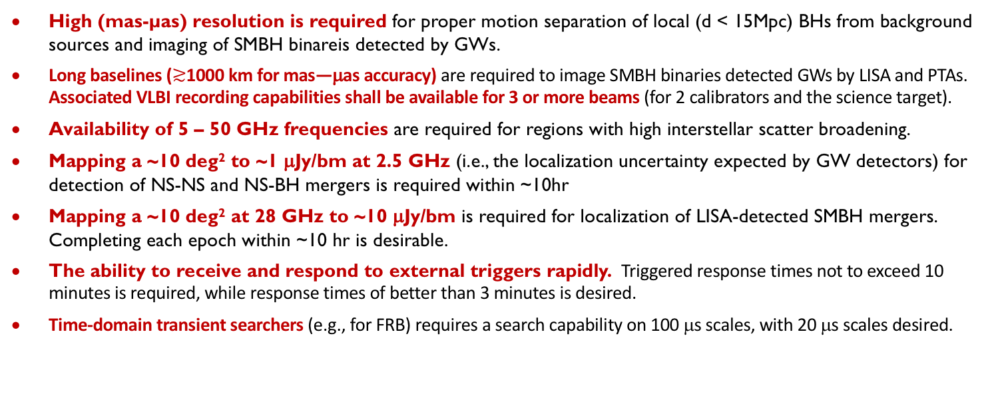 • High (mas-μas) resolution is required for proper motion separation of local (d < 15Mpc) BHs from background
sources and imaging of SMBH binareis detected by GWs.
• Long baselines (≳1000 km for mas—μas accuracy) are required to image SMBH binaries detected GWs by LISA and PTAs.
Associated VLBI recording capabilities shall be available for 3 or more beams (for 2 calibrators and the science target).
• Availability of 5 – 50 GHz frequencies are required for regions with high interstellar scatter broadening.
• Mapping a ~10 deg² to ~1 μJy/bm at 2.5 GHz (i.e., the localization uncertainty expected by GW detectors) for
detection of NS-NS and NS-BH mergers is required within ~10hr
• Mapping a ~10 deg² at 28 GHz to ~10 μJy/bm is required for localization of LISA-detected SMBH mergers.
Completing each epoch within ~10 hr is desirable.
• The ability to receive and respond to external triggers rapidly. Triggered response times not to exceed 10
minutes is required, while response times of better than 3 minutes is desired.
• Time-domain transient searchers (e.g., for FRB) requires a search capability on 100 μs scales, with 20 μs scales desired.